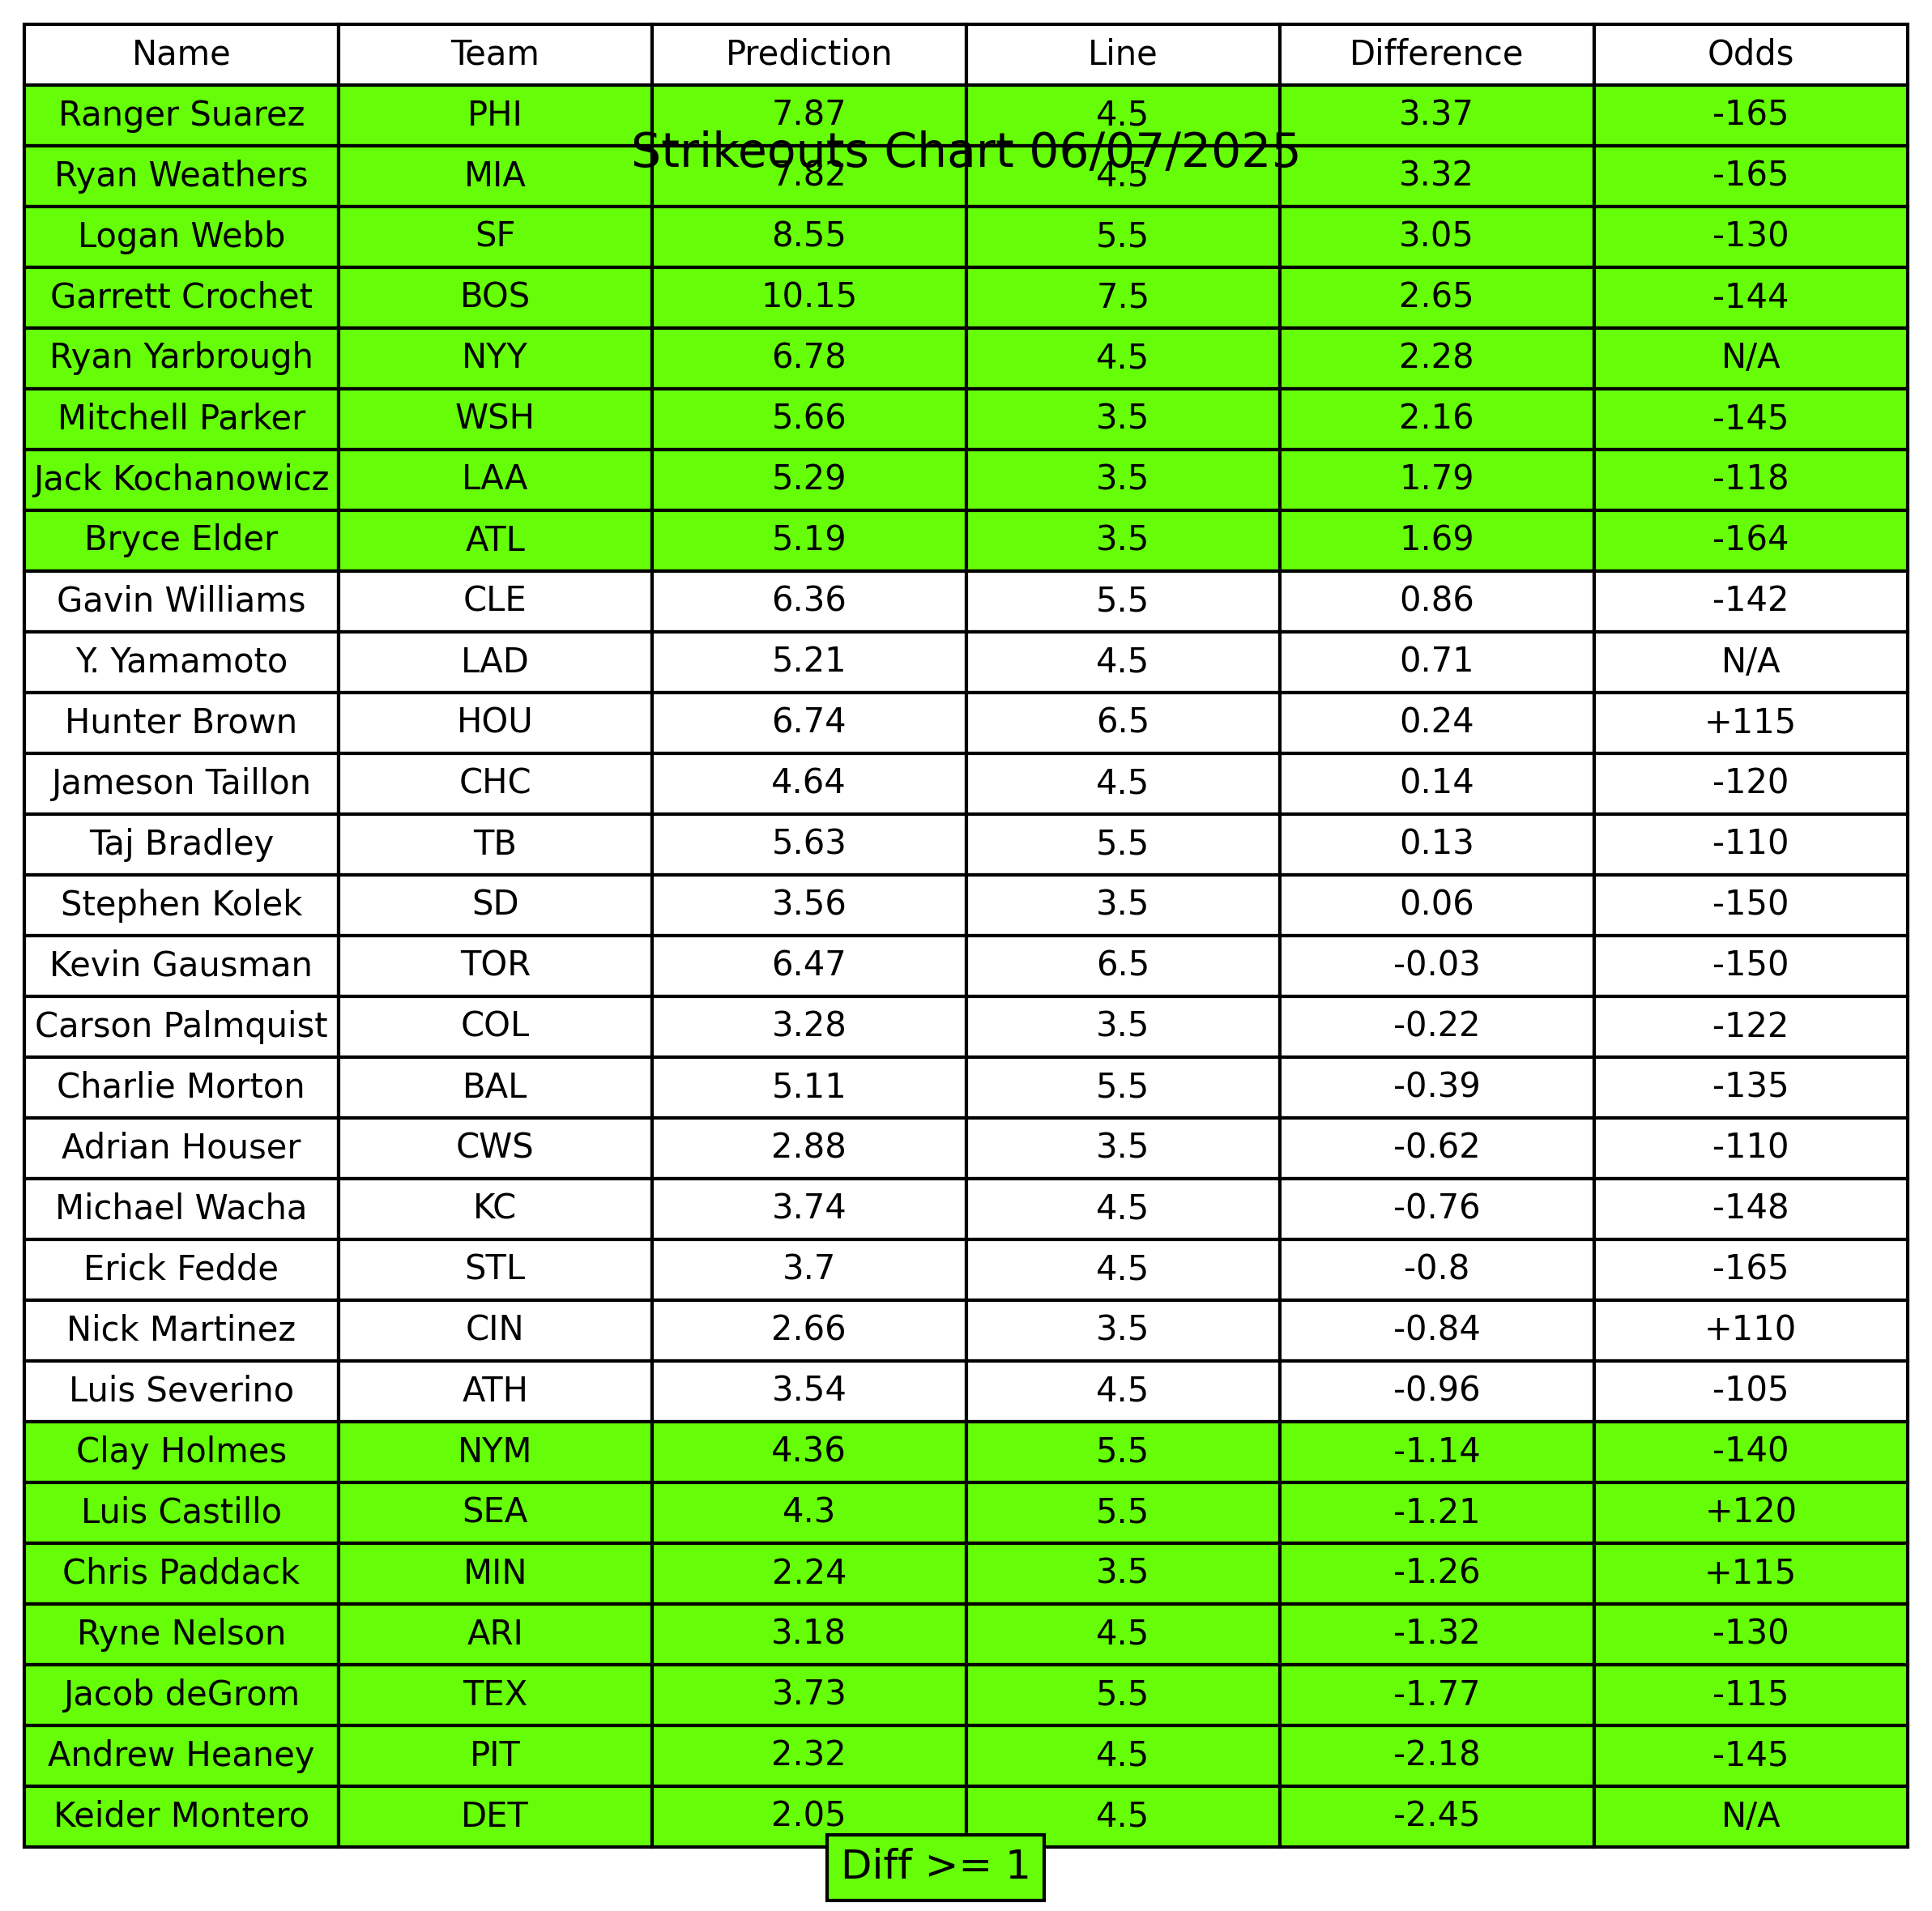 Name Team Prediction Line Difference Odds
Ranger Suarez PHI 7.87 4.5 3.37 -165
Strikeouts Chart 06/07/2025
Ryan Weathers MIA 7.82 4.5 3.32 -165
Logan Webb SF 8.55 5.5 3.05 -130
Garrett Crochet BOS 10.15 7.5 2.65 -144
Ryan Yarbrough NYY 6.78 4.5 2.28 N/A
Mitchell Parker WSH 5.66 3.5 2.16 -145
Jack Kochanowicz LAA 5.29 3.5 1.79 -118
Bryce Elder ATL 5.19 3.5 1.69 -164
Gavin Williams CLE 6.36 5.5 0.86 -142
Y. Yamamoto LAD 5.21 4.5 0.71 N/A
Hunter Brown HOU 6.74 6.5 0.24 +115
Jameson Taillon CHC 4.64 4.5 0.14 -120
Taj Bradley TB 5.63 5.5 0.13 -110
Stephen Kolek SD 3.56 3.5 0.06 -150
Kevin Gausman TOR 6.47 6.5 -0.03 -150
Carson Palmquist COL 3.28 3.5 -0.22 -122
Charlie Morton BAL 5.11 5.5 -0.39 -135
Adrian Houser CWS 2.88 3.5 -0.62 -110
Michael Wacha KC 3.74 4.5 -0.76 -148
Erick Fedde STL 3.7 4.5 -0.8 -165
Nick Martinez CIN 2.66 3.5 -0.84 +110
Luis Severino ATH 3.54 4.5 -0.96 -105
Clay Holmes NYM 4.36 5.5 -1.14 -140
Luis Castillo SEA 4.3 5.5 -1.21 +120
Chris Paddack MIN 2.24 3.5 -1.26 +115
Ryne Nelson ARI 3.18 4.5 -1.32 -130
Jacob deGrom TEX 3.73 5.5 -1.77 -115
Andrew Heaney PIT 2.32 4.5 -2.18 -145
Keider Montero DET 2.05 4.5 -2.45 N/A
Diff >= 1